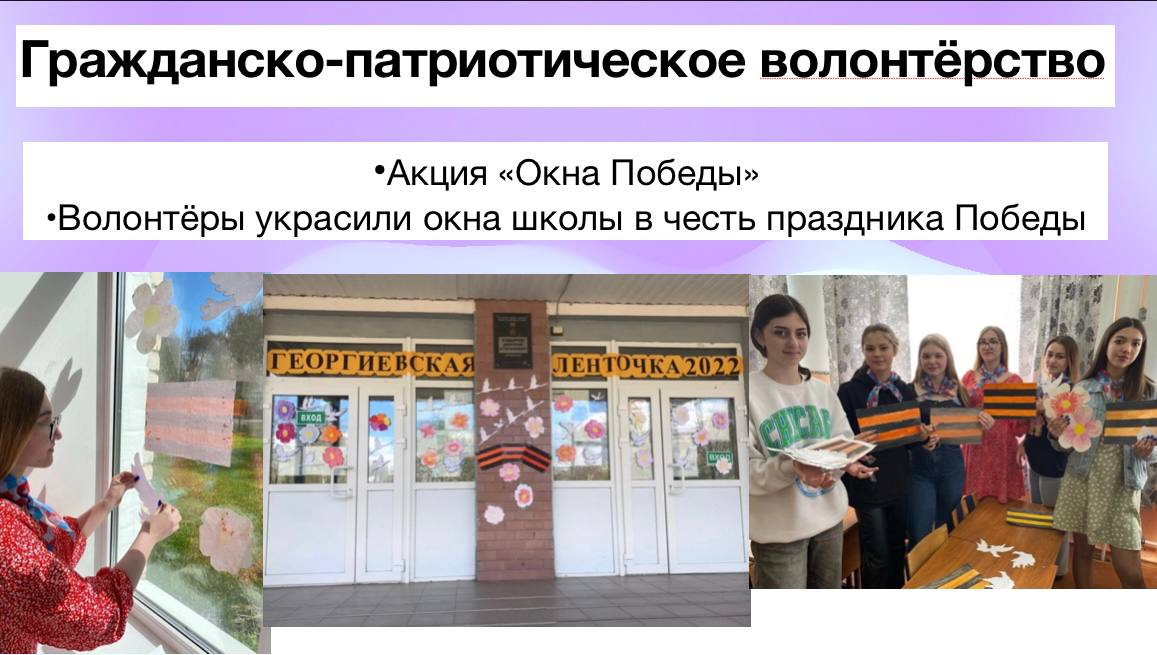 Гражданско-патриотическое волонтёрство
•Акция «Окна Победы»
•Волонтёры украсили окна школы в честь праздника Победы
ГЕОРГИЕВСКАЯ ЛЕНТОЧКА 2022
ВХОД
ВХОД